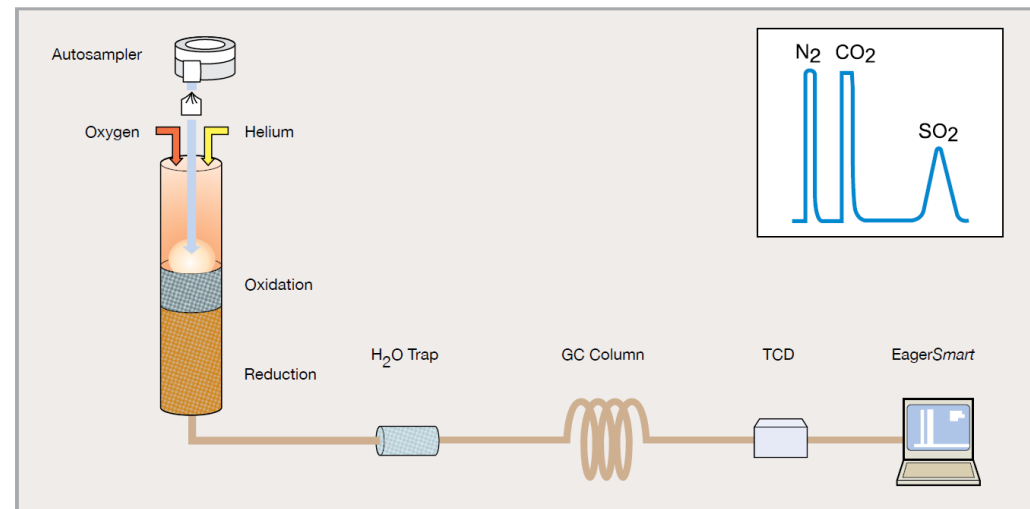 Autosampler
Oxygen
Helium
Oxidation
Reduction
H2O Trap
GC Column
TCD
EagerSmart
N2 CO2
SO2